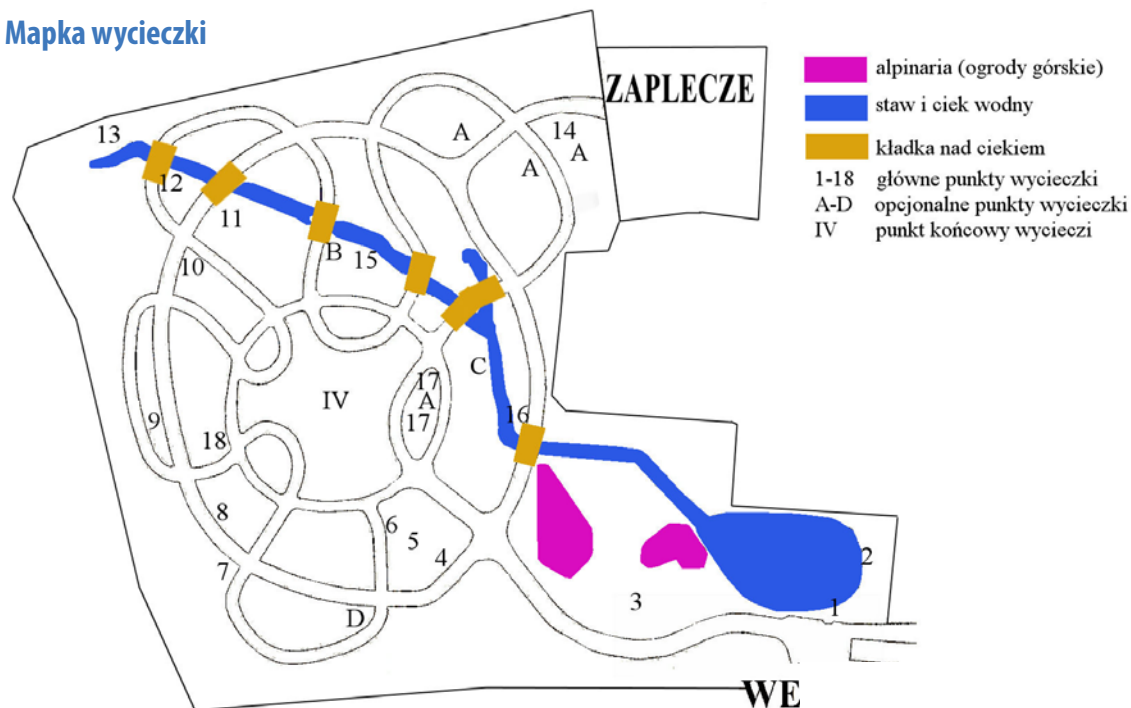 Mapka wycieczki
ZAPLECZE
alpinaria (ogrody górskie)
staw i ciek wodny
kładka nad ciekiem
1-18 główne punkty wycieczki
A-D opcjonalne punkty wycieczki
IV punkt końcowy wycieczi
13
A
14
A
A
12
11
B
15
10
C
17
IV
A
17
16
9
18
8
6
5
4
7
2
3
1
D
WE